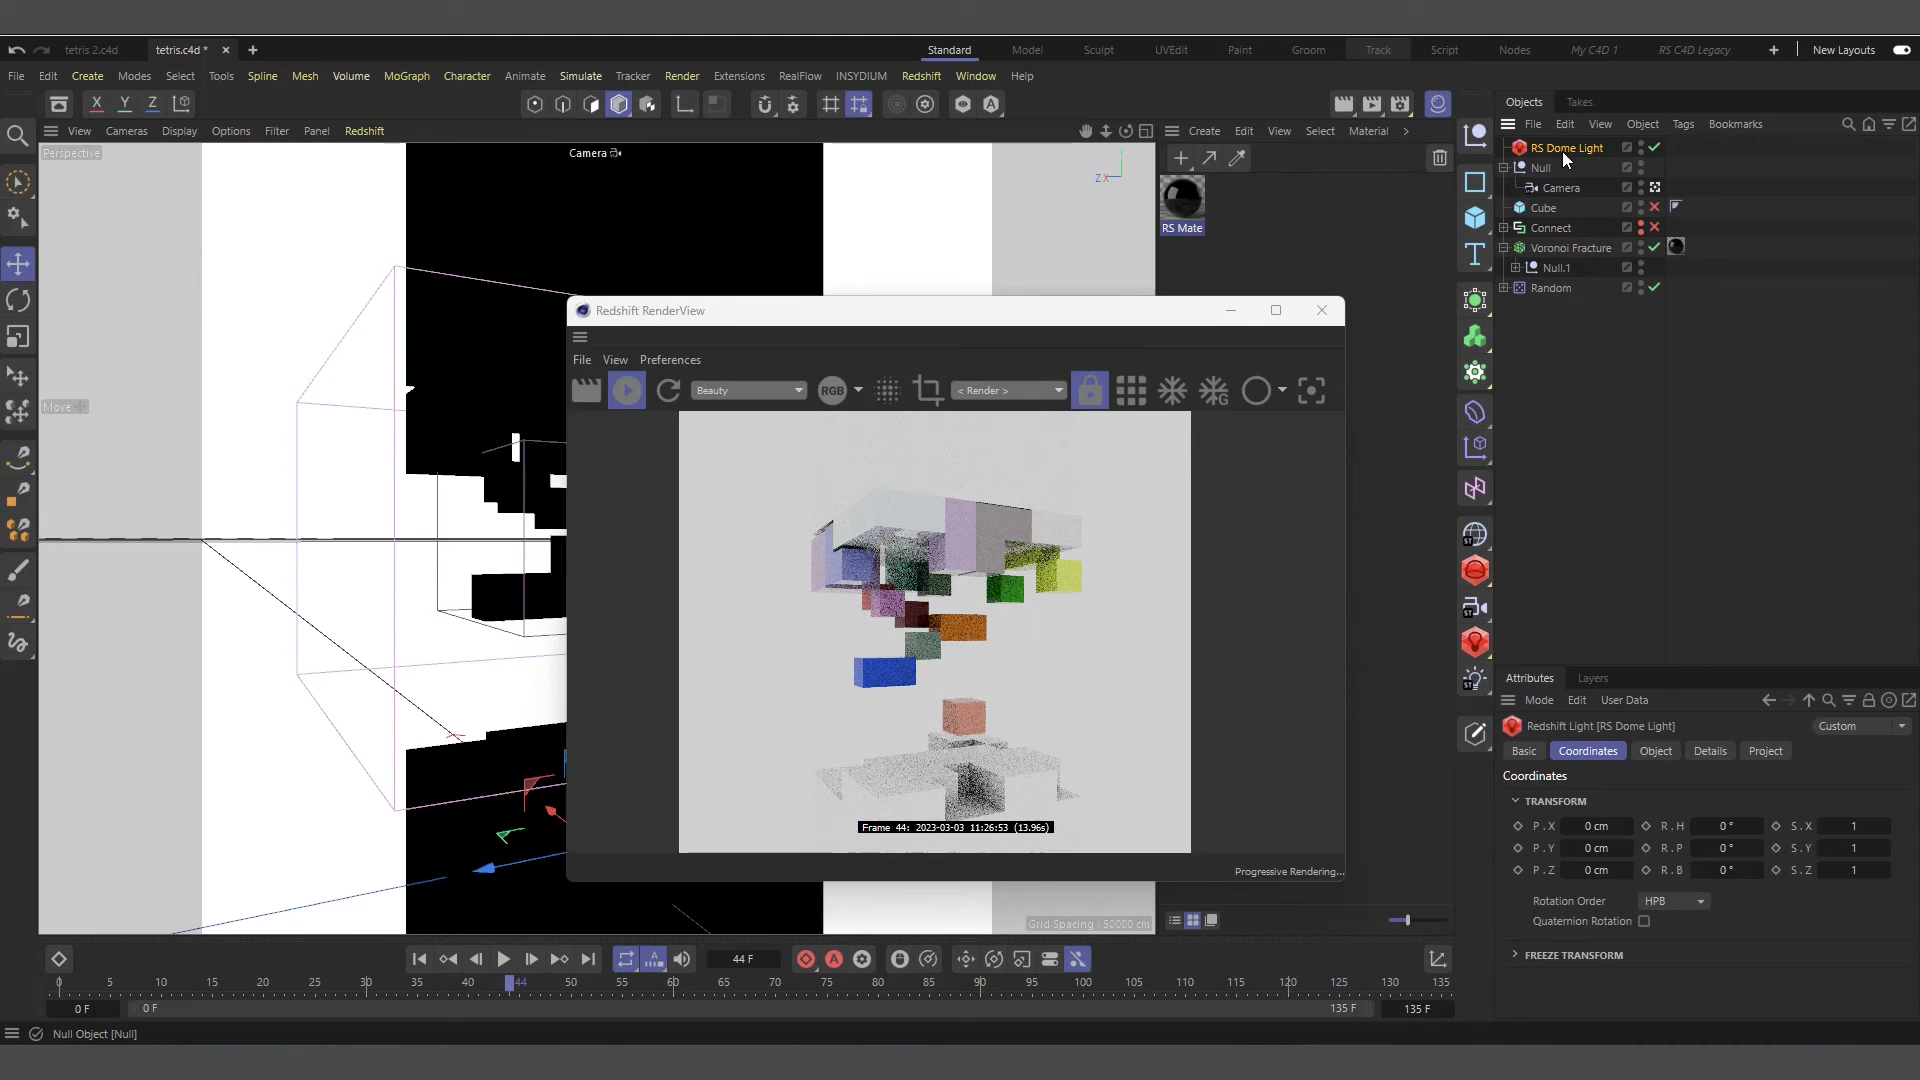 tetris 2.c4d
tetris.c4d *
Standard
Model
Sculpt
UVEdit
Paint
Groom
Track
Script
Nodes
My C4D 1
RS C4D Legacy
New Layouts
File Edit Create Modes Select Tools Spline Mesh Volume MoGraph Character Animate Simulate Tracker Render Extensions RealFlow INSYDIUM Redshift Window Help
X Y Z
Objects Takes
View Cameras Display Options Filter Panel Redshift
Create Edit View Select Material
File Edit View Object Tags Bookmarks
Perspective
Camera
Y
Z X
RS Mate
RS Dome Light
Null
Camera
Cube
Connect
Voronoi Fracture
Null.1
Random
Move
Redshift RenderView
File View Preferences
Beauty
RGB
< Render >
Frame 44: 2023-03-03 11:26:53 (13.96s)
Progressive Rendering...
Grid Spacing : 50000 cm
Attributes Layers
Mode Edit User Data
Redshift Light [RS Dome Light]
Custom
Basic Coordinates Object Details Project
Coordinates
TRANSFORM
P . X 0 cm R . H 0 ° S . X 1
P . Y 0 cm R . P 0 ° S . Y 1
P . Z 0 cm R . B 0 ° S . Z 1
Rotation Order HPB
Quaternion Rotation
FREEZE TRANSFORM
44 F
0 5 10 15 20 25 30 35 40 44 50 55 60 65 70 75 80 85 90 95 100 105 110 115 120 125 130 135
0 F 0 F 135 F 135 F
Null Object [Null]